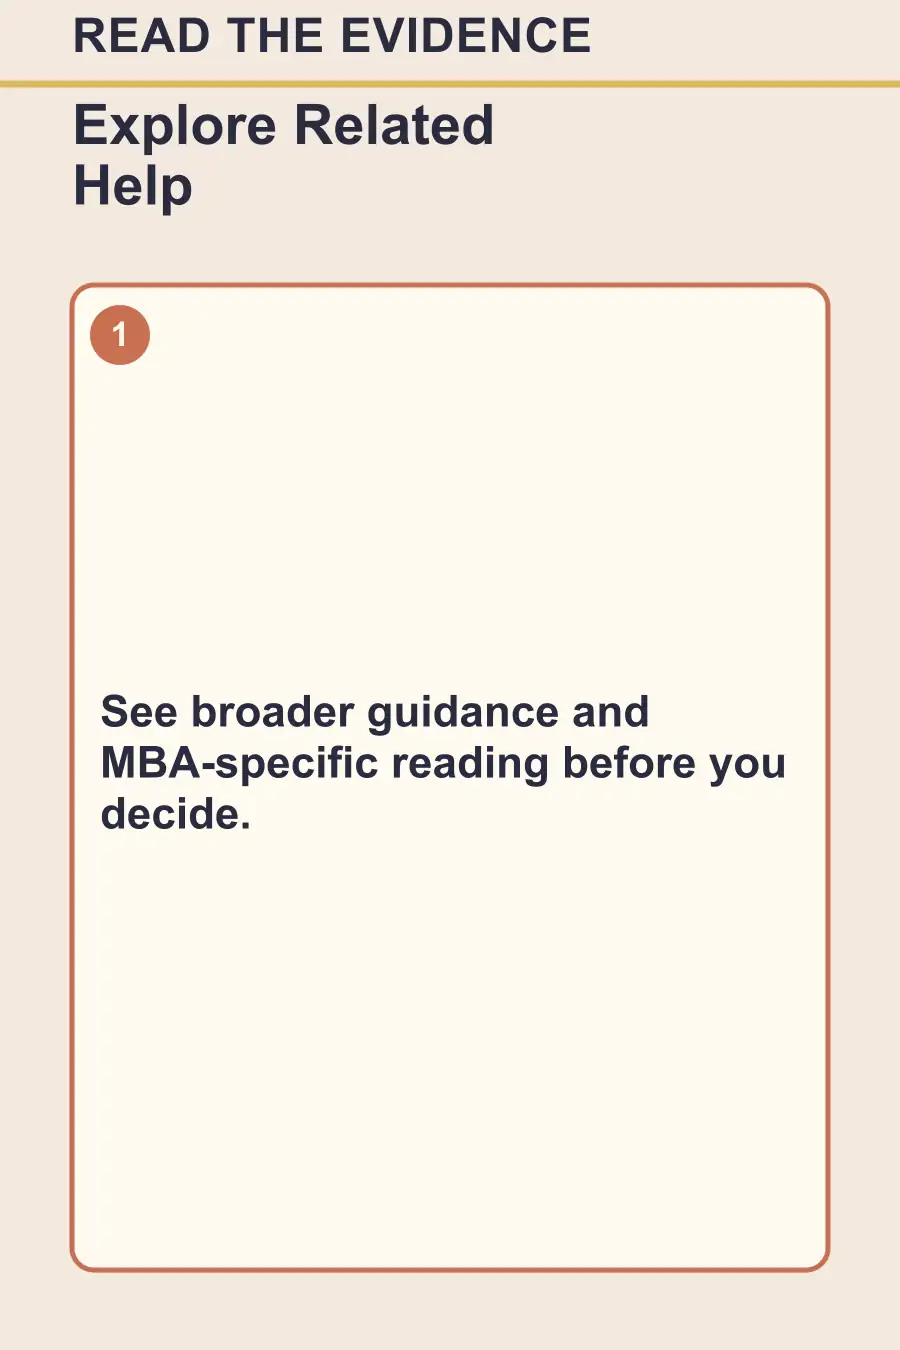 READ THE EVIDENCE
Explore Related
Help
1
See broader guidance and
MBA-specific reading before you
decide.